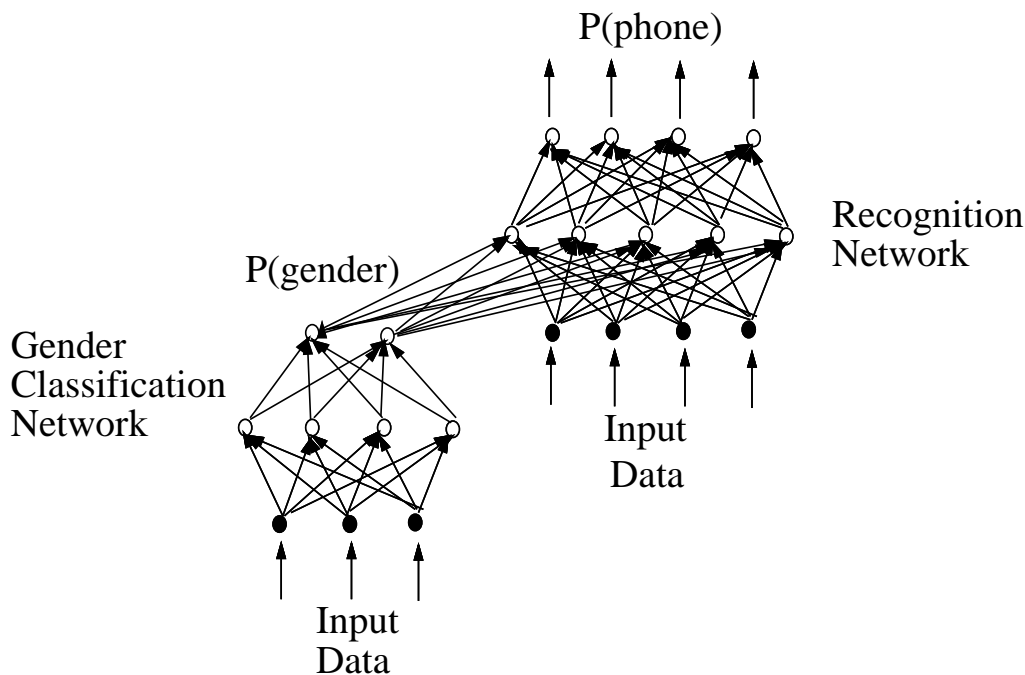 P(phone)
Recognition
Network
P(gender)
Gender
Classification
Network
Input
Data
Input
Data